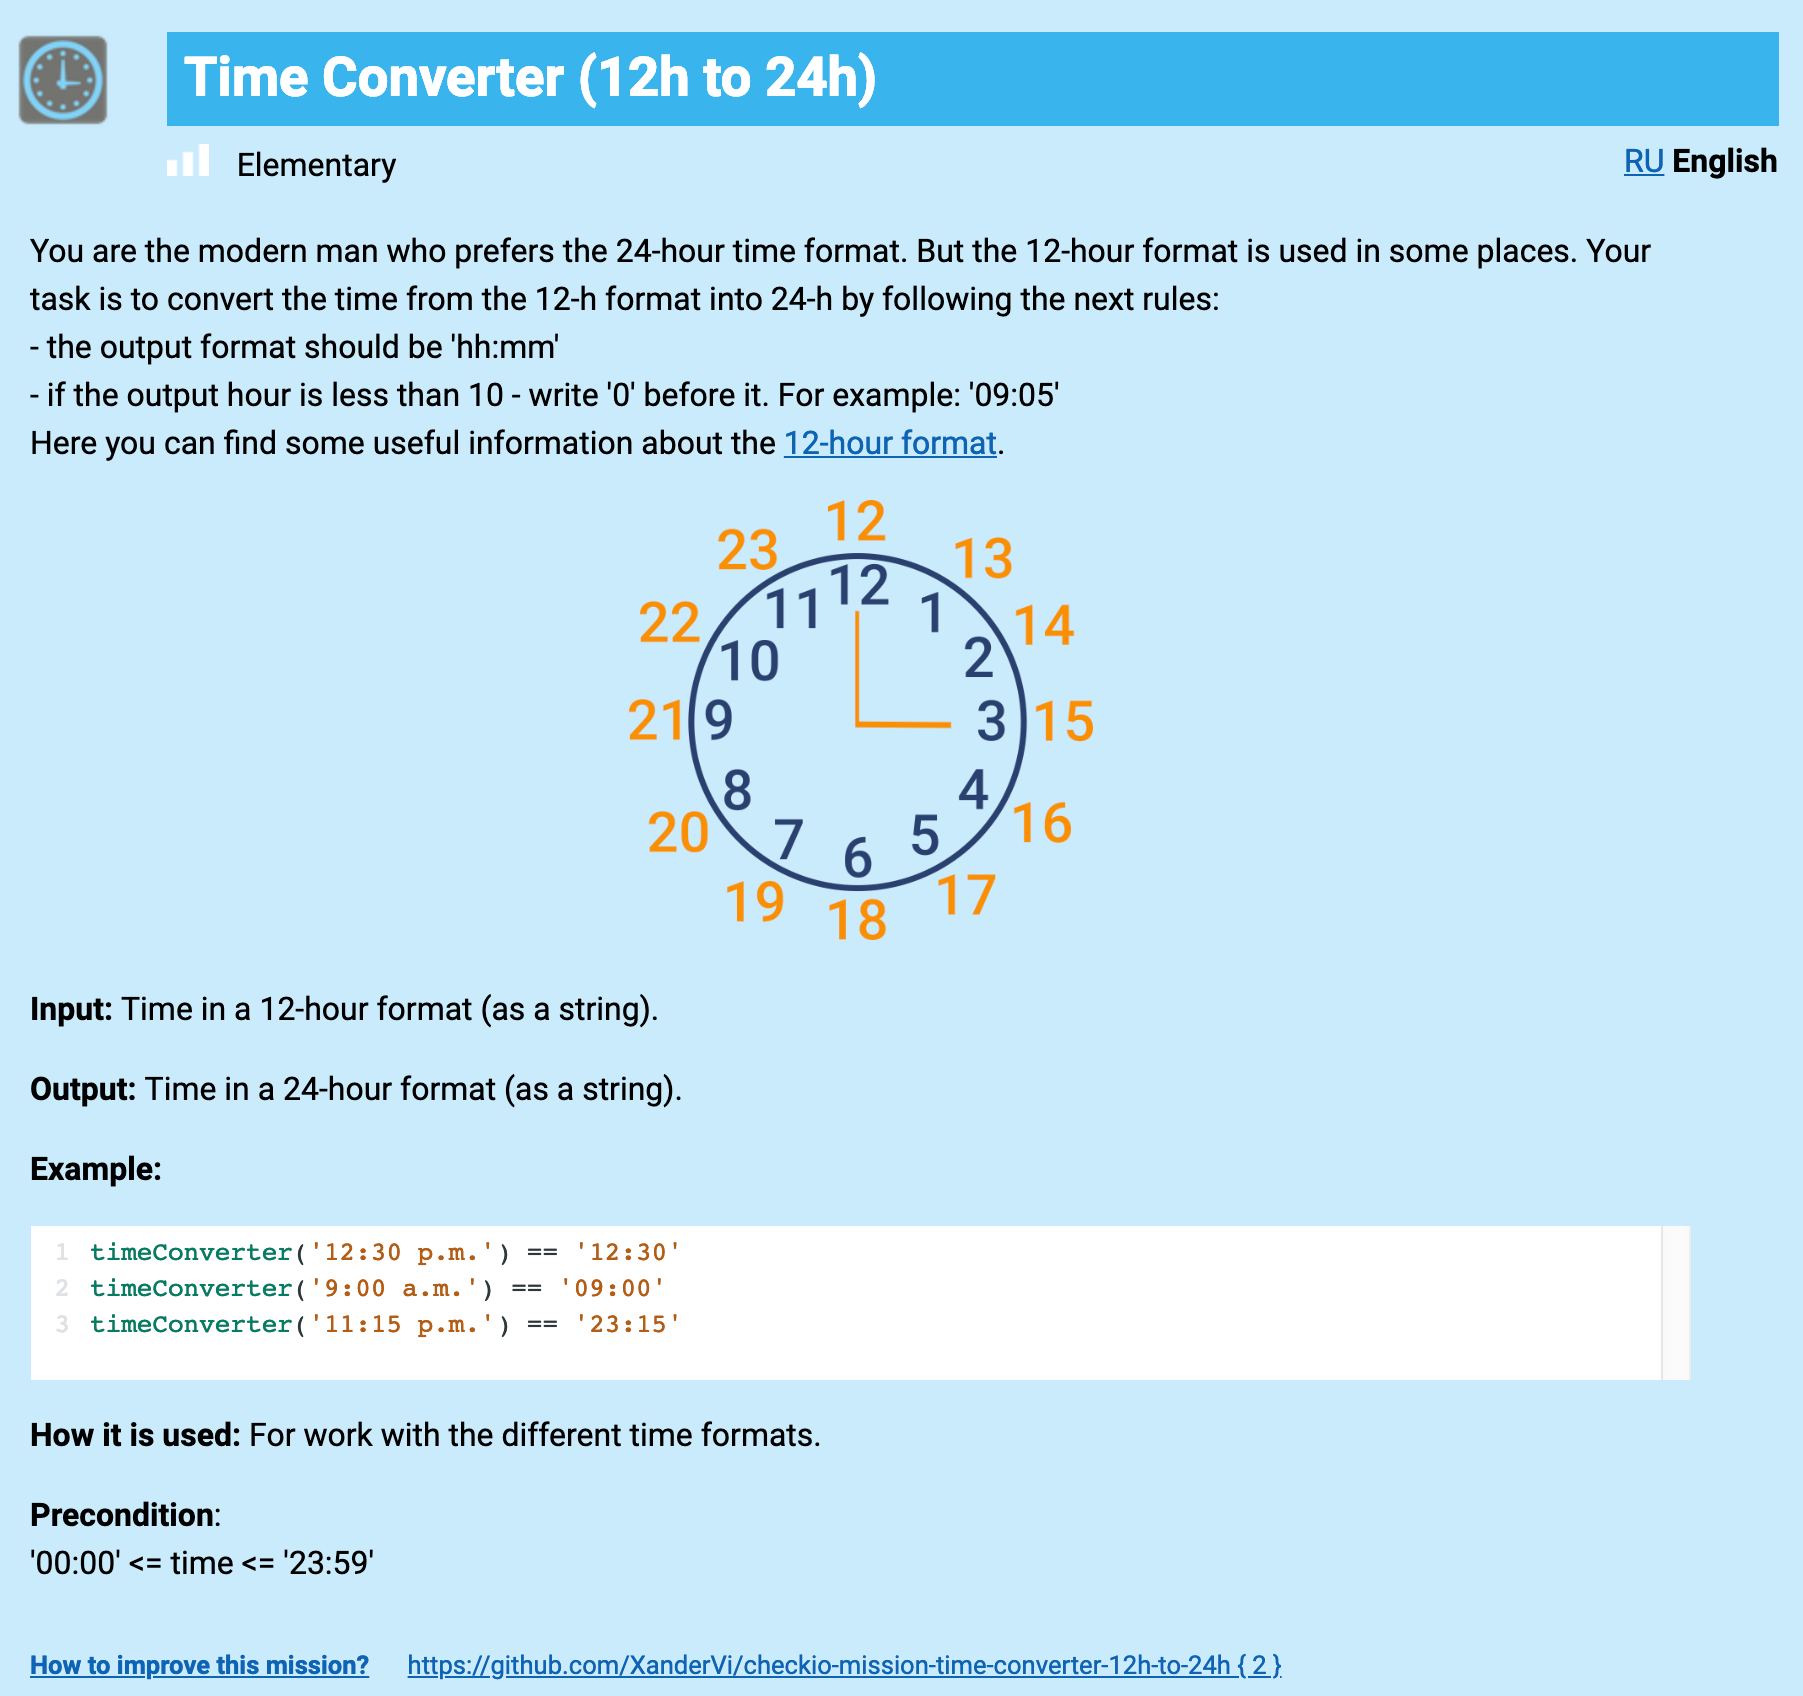 Time Converter (12h to 24h)
Elementary
RU English
You are the modern man who prefers the 24-hour time format. But the 12-hour format is used in some places. Your
task is to convert the time from the 12-h format into 24-h by following the next rules:
- the output format should be 'hh:mm'
- if the output hour is less than 10 - write '0' before it. For example: '09:05'
Here you can find some useful information about the 12-hour format.
12
23 13
12
11 1
22 14
10 2
21 9 3 15
8 4
20 16
7 5
6
19 17
18
Input: Time in a 12-hour format (as a string).
Output: Time in a 24-hour format (as a string).
Example:
1 timeConverter('12:30 p.m.') == '12:30'
2 timeConverter('9:00 a.m.') == '09:00'
3 timeConverter('11:15 p.m.') == '23:15'
How it is used: For work with the different time formats.
Precondition:
'00:00' <= time <= '23:59'
How to improve this mission? https://github.com/XanderVi/checkio-mission-time-converter-12h-to-24h { 2 }